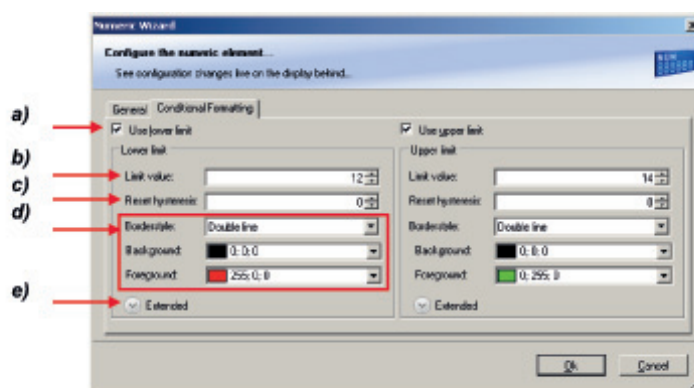 Numeric Wizard
Configure the numeric element...
See configuration changes live on the display behind...
General Conditional Formatting
a)
Use lower limit Use upper limit
Lower limit Upper limit
b)
Limit value: 12 Limit value: 14
c)
Reset hysteresis: 0 Reset hysteresis: 0
d)
Borderstyle: Double line Borderstyle: Double line
Background: 0; 0; 0 Background: 0; 0; 0
Foreground: 255; 0; 0 Foreground: 0; 255; 0
e)
Extended Extended
Ok Cancel